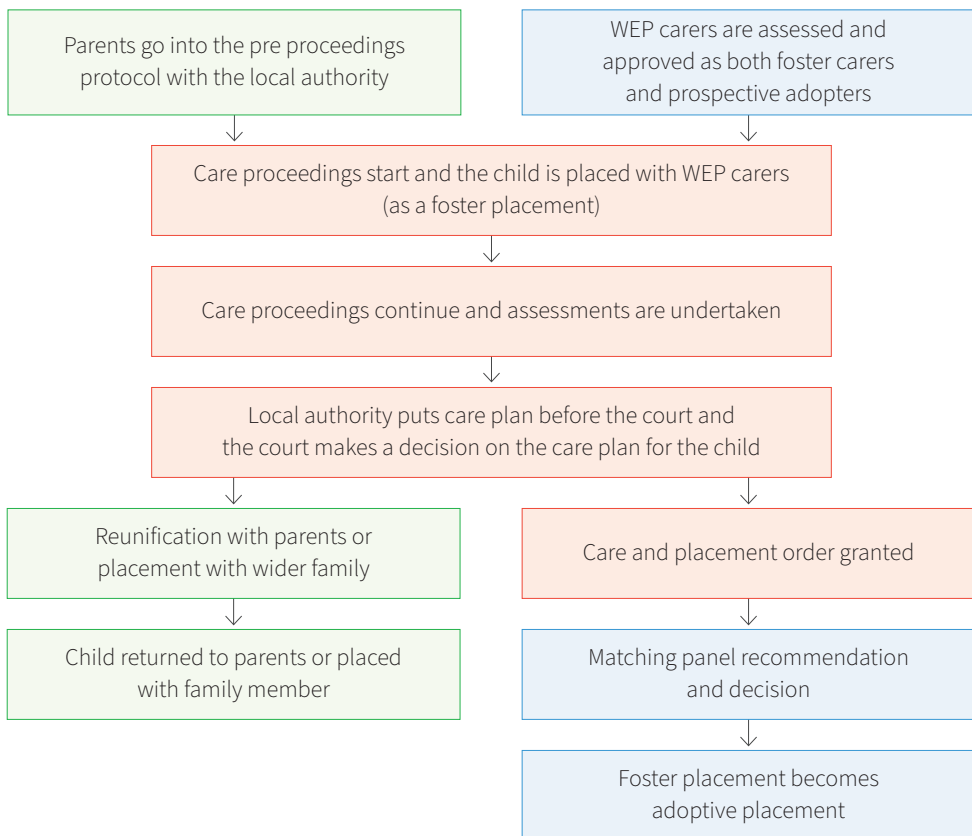 Parents go into the pre proceedings
protocol with the local authority
WEP carers are assessed and
approved as both foster carers
and prospective adopters
Care proceedings start and the child is placed with WEP carers
(as a foster placement)
Care proceedings continue and assessments are undertaken
Local authority puts care plan before the court and
the court makes a decision on the care plan for the child
Reunification with parents or
placement with wider family
Care and placement order granted
Child returned to parents or placed
with family member
Matching panel recommendation
and decision
Foster placement becomes
adoptive placement